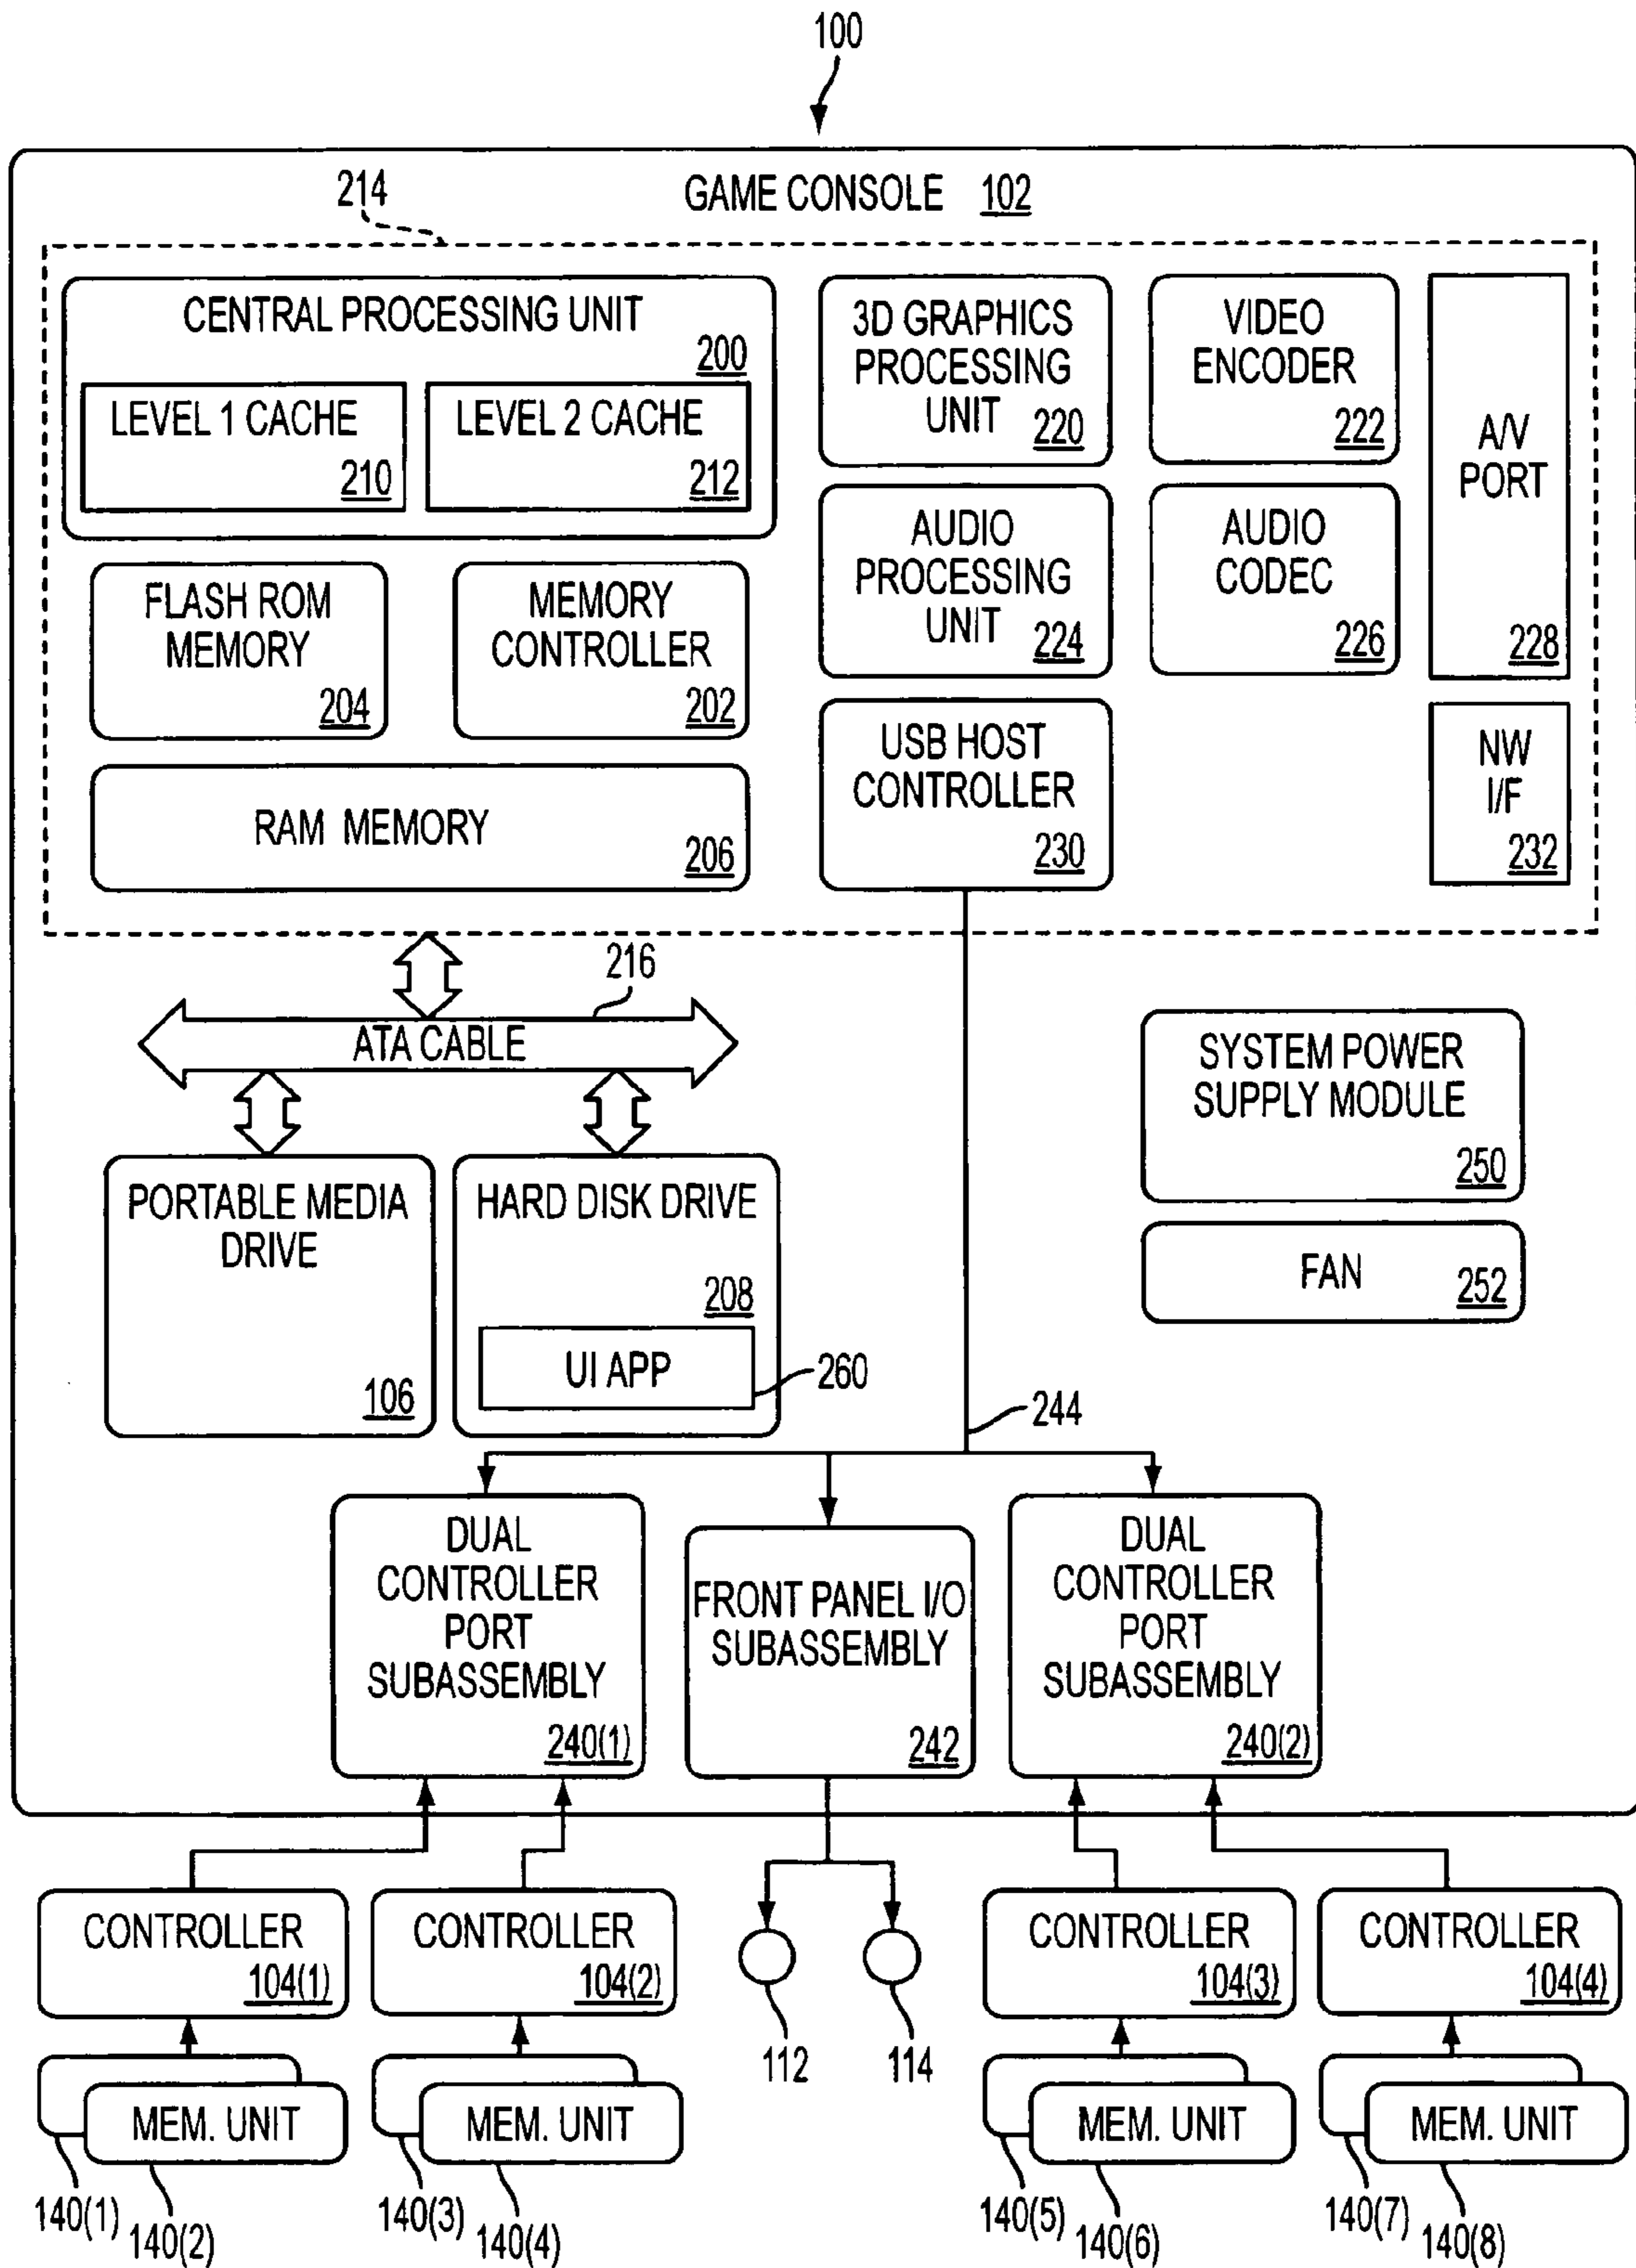 100
GAME CONSOLE 102
214
CENTRAL PROCESSING UNIT
200
LEVEL 1 CACHE
210
LEVEL 2 CACHE
212
3D GRAPHICS
PROCESSING
UNIT 220
VIDEO
ENCODER
222
A/V
PORT
228
AUDIO
PROCESSING
UNIT 224
AUDIO
CODEC
226
FLASH ROM
MEMORY
204
MEMORY
CONTROLLER
202
USB HOST
CONTROLLER
230
NW
I/F
232
RAM MEMORY
206
216
ATA CABLE
SYSTEM POWER
SUPPLY MODULE
250
PORTABLE MEDIA
DRIVE
106
HARD DISK DRIVE
208
UI APP
260
FAN 252
244
DUAL
CONTROLLER
PORT
SUBASSEMBLY
240(1)
FRONT PANEL I/O
SUBASSEMBLY
242
DUAL
CONTROLLER
PORT
SUBASSEMBLY
240(2)
CONTROLLER
104(1)
CONTROLLER
104(2)
112
114
CONTROLLER
104(3)
CONTROLLER
104(4)
MEM. UNIT
140(1)
140(2)
MEM. UNIT
140(3)
140(4)
MEM. UNIT
140(5)
140(6)
MEM. UNIT
140(7)
140(8)